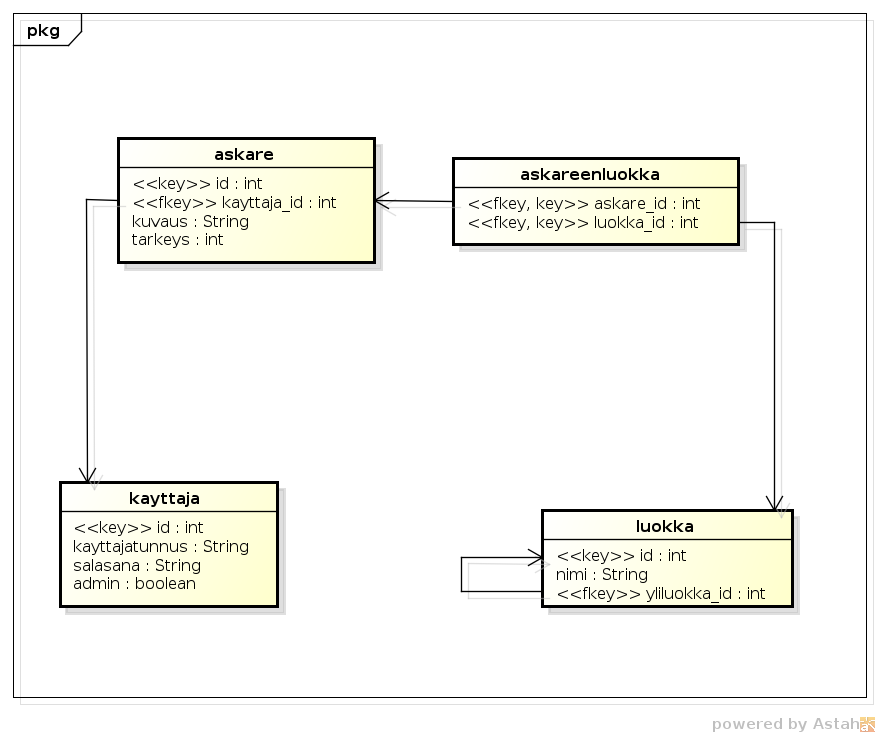 pkg
askare
<<key>> id : int
<<fkey>> kayttaja_id : int
kuvaus : String
tarkeys : int
askareenluokka
<<fkey, key>> askare_id : int
<<fkey, key>> luokka_id : int
kayttaja
<<key>> id : int
kayttajatunnus : String
salasana : String
admin : boolean
luokka
<<key>> id : int
nimi : String
<<fkey>> yliluokka_id : int
powered by Astah